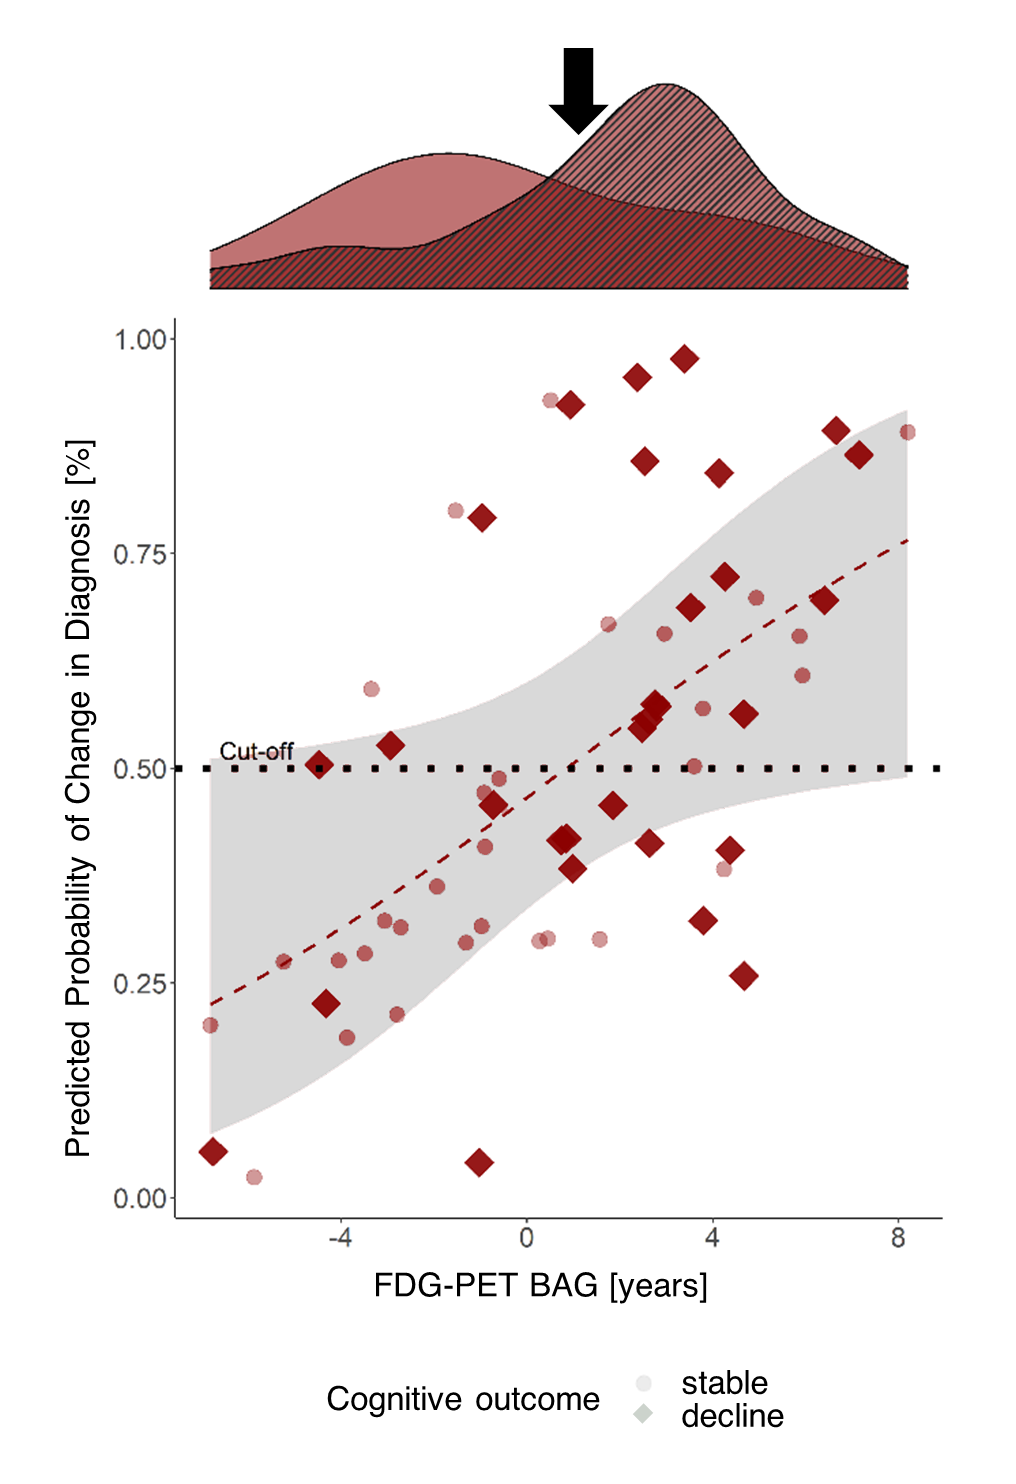 1.00
0.75
Cut-off
0.50
0.25
0.00
Predicted Probability of Change in Diagnosis [%]
-4 0 4 8
FDG-PET BAG [years]
Cognitive outcome
stable
decline